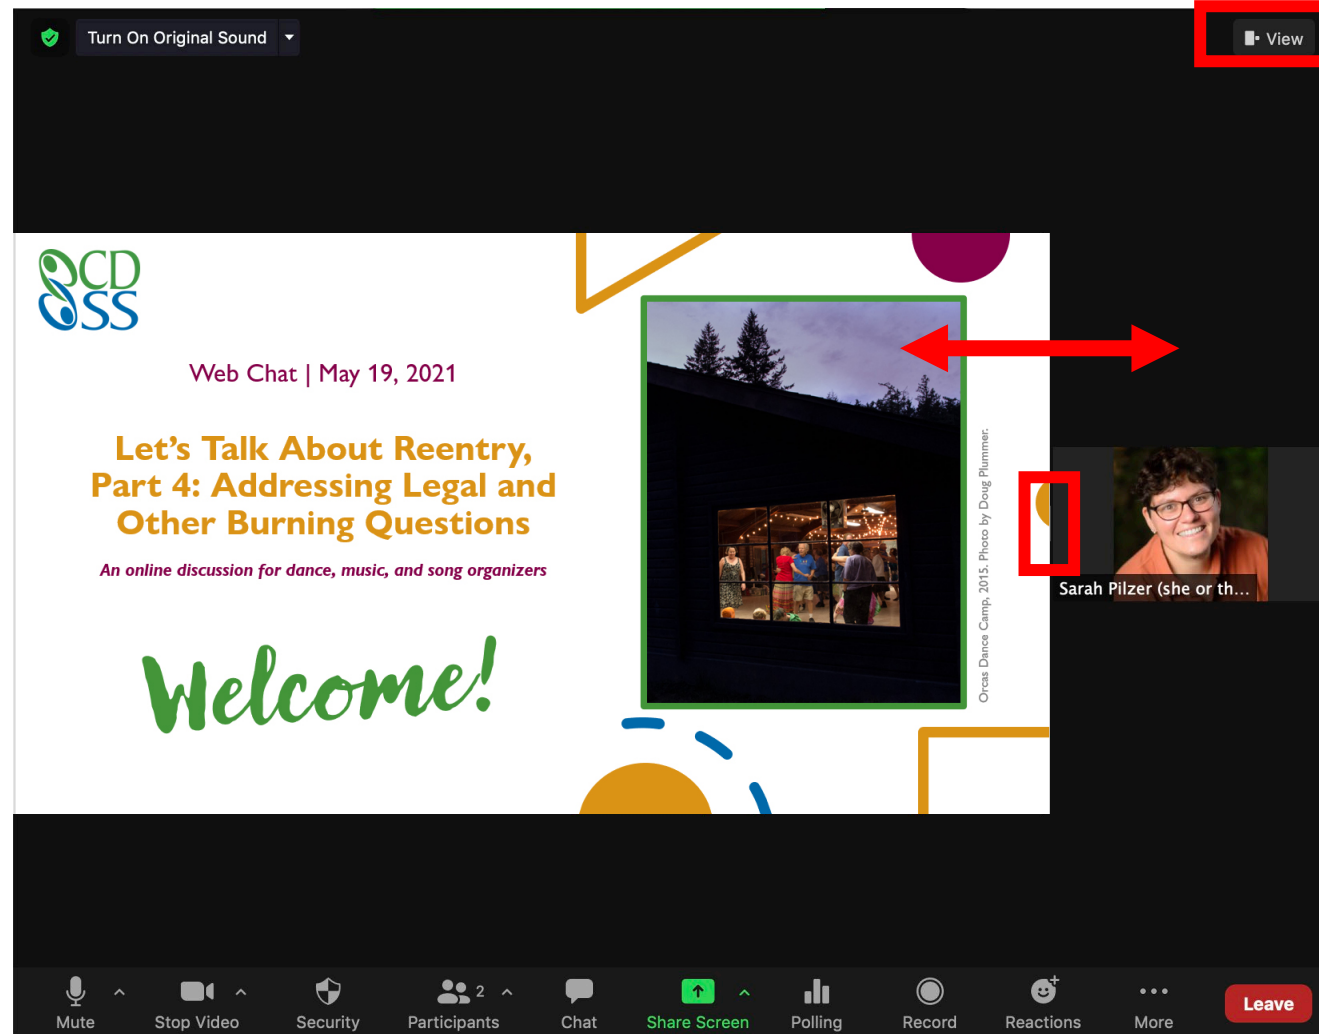 Turn On Original Sound
View
CD
SS
Web Chat | May 19, 2021
Let's Talk About Reentry,
Part 4: Addressing Legal and
Other Burning Questions
An online discussion for dance, music, and song organizers
Welcome!
Orcas Dance Camp, 2015. Photo by Doug Plummer.
Sarah Pilzer (she or th...
Mute
Stop Video
Security
2
Participants
Chat
Share Screen
Polling
Record
Reactions
More
Leave